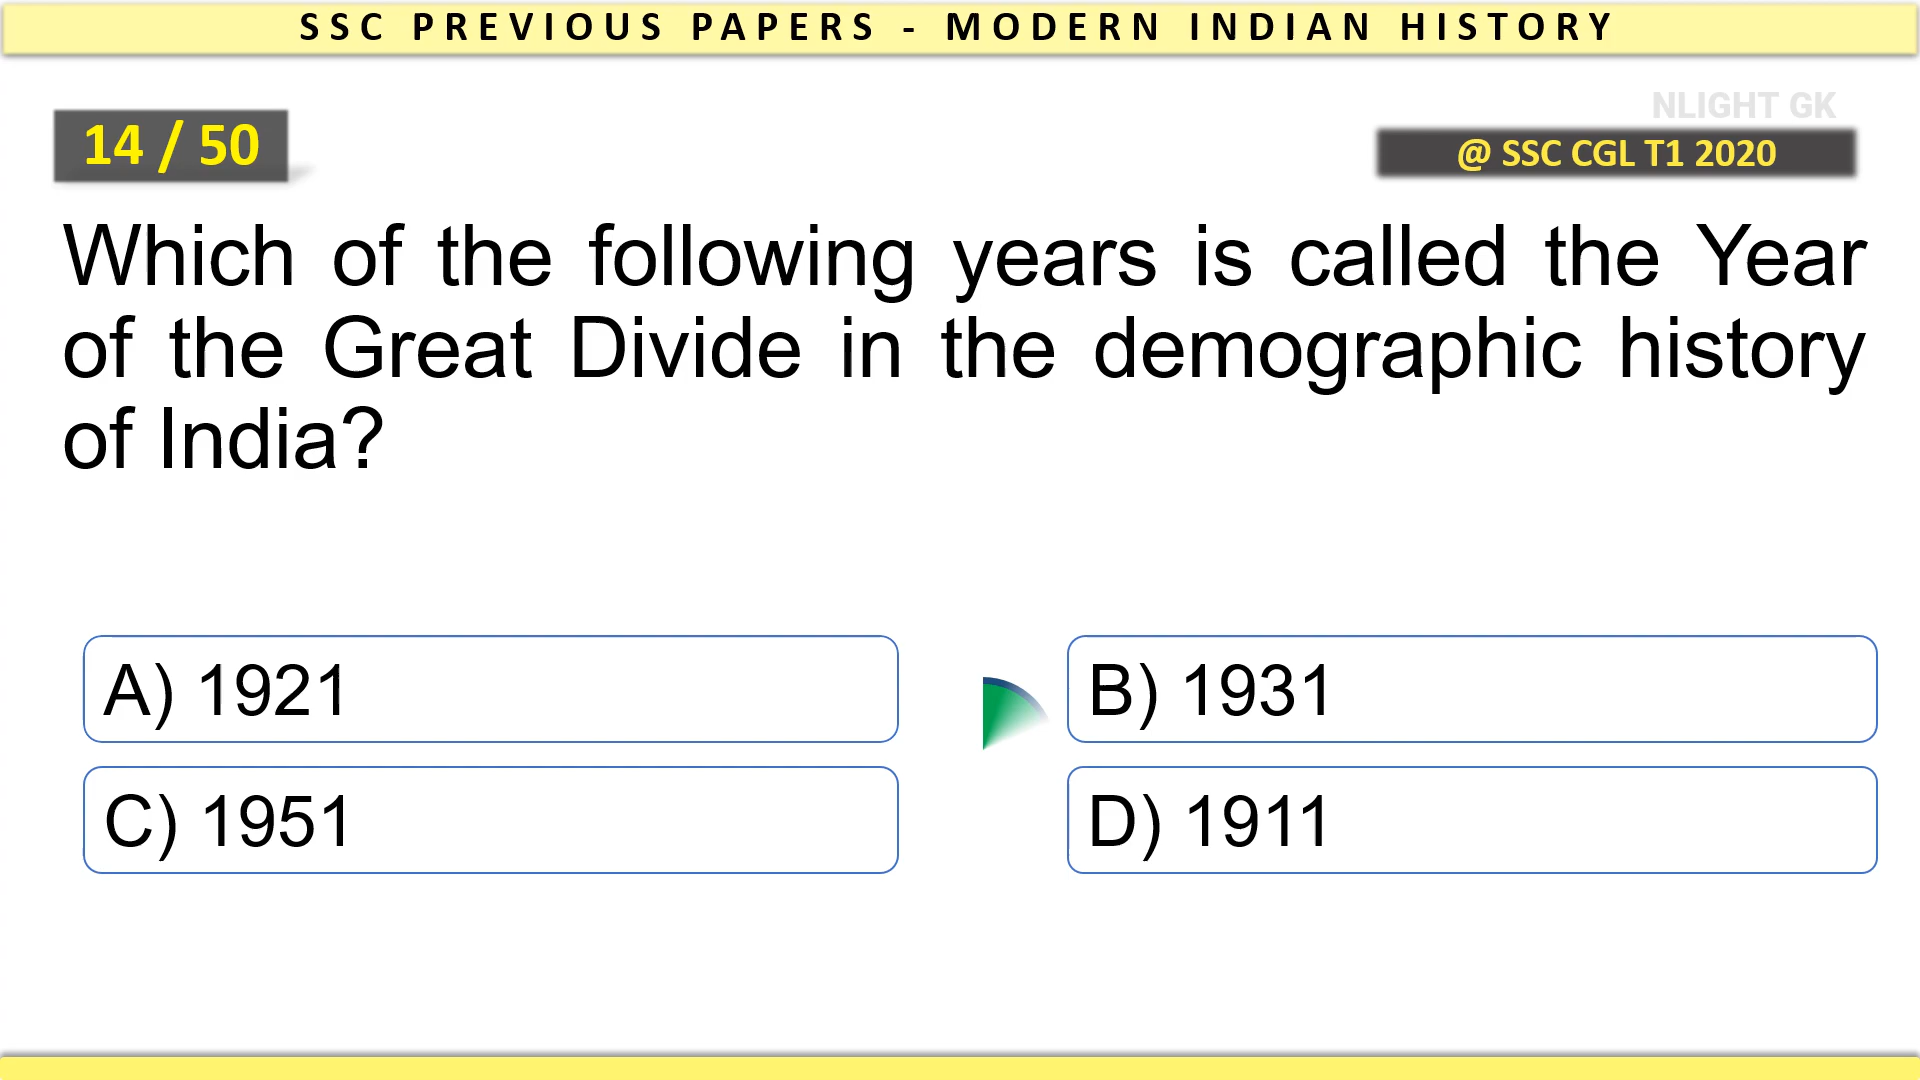 SSC PREVIOUS PAPERS - MODERN INDIAN HISTORY
NLIGHT GK
14 / 50
@ SSC CGL T1 2020
Which of the following years is called the Year
of the Great Divide in the demographic history
of India?
A) 1921
B) 1931
C) 1951
D) 1911